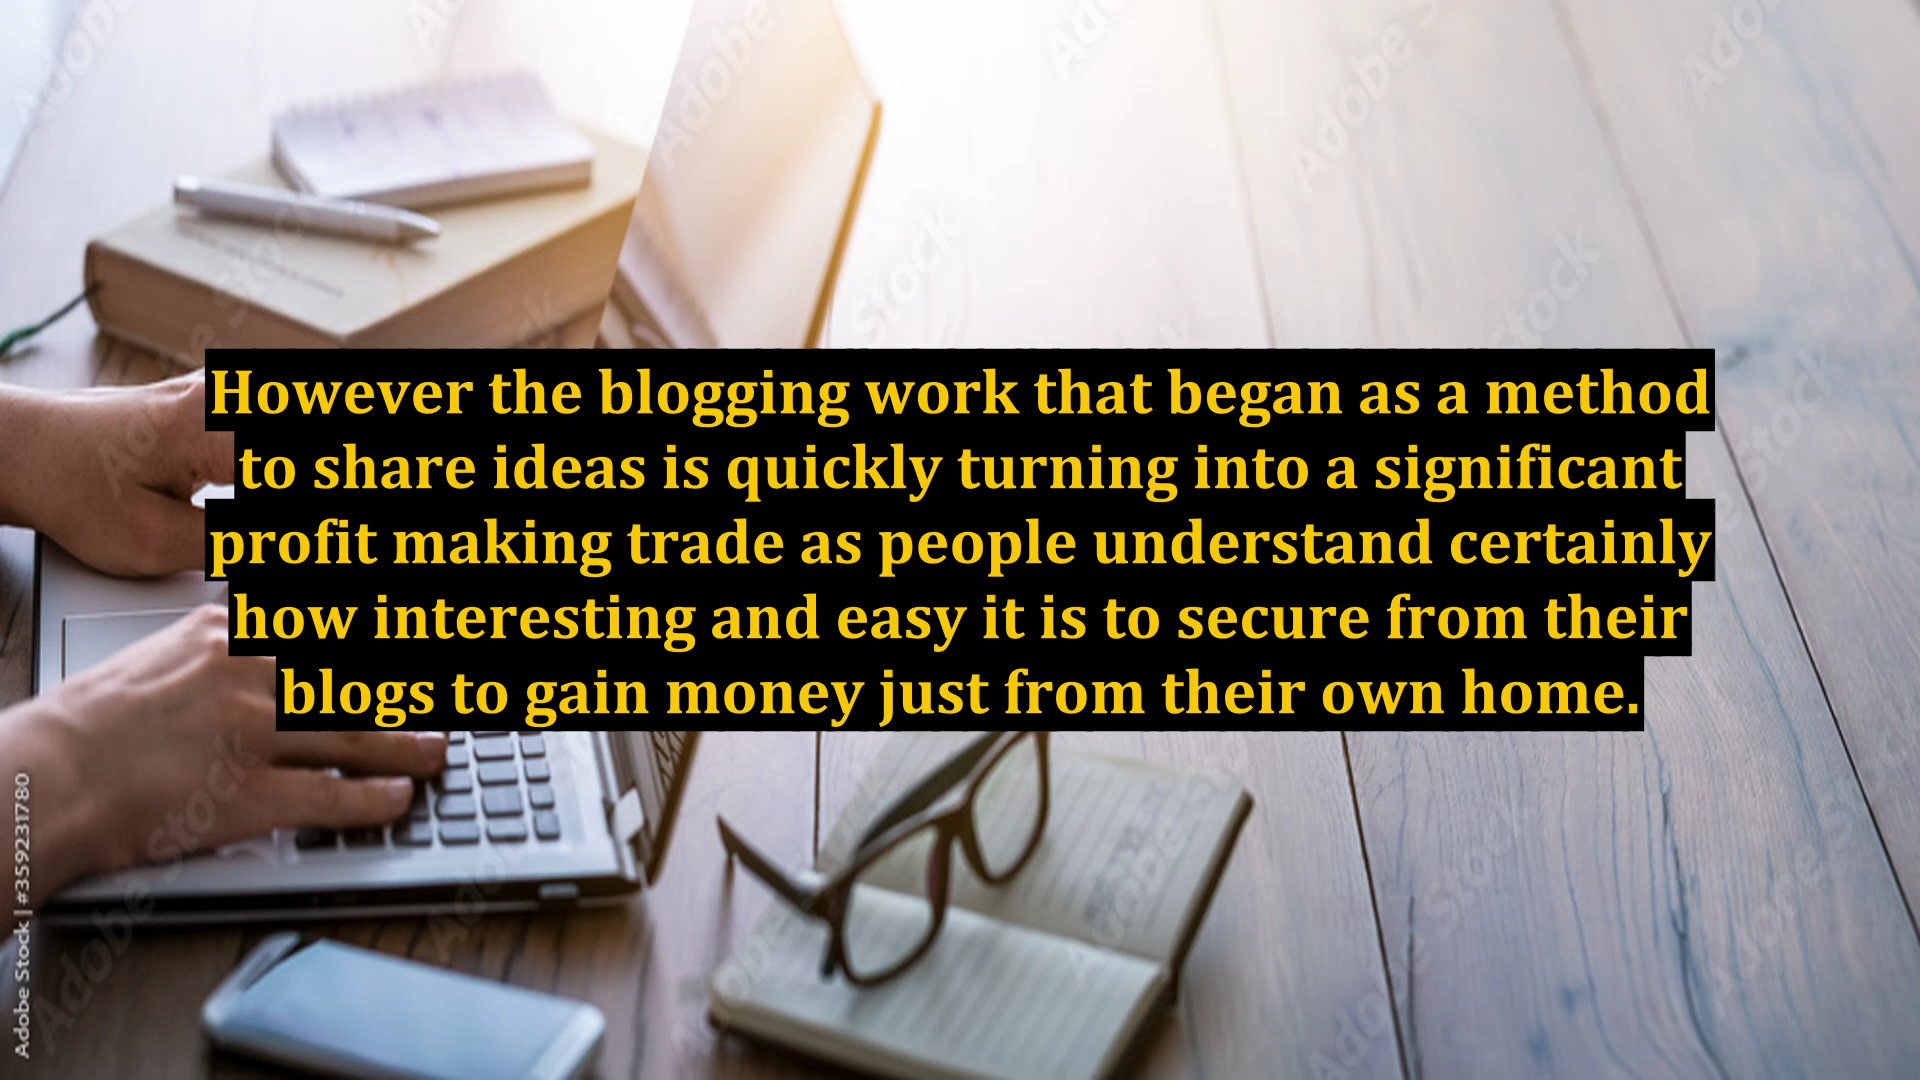 However the blogging work that began as a method
to share ideas is quickly turning into a significant
profit making trade as people understand certainly
how interesting and easy it is to secure from their
blogs to gain money just from their own home.
Adobe Stock | #359231780